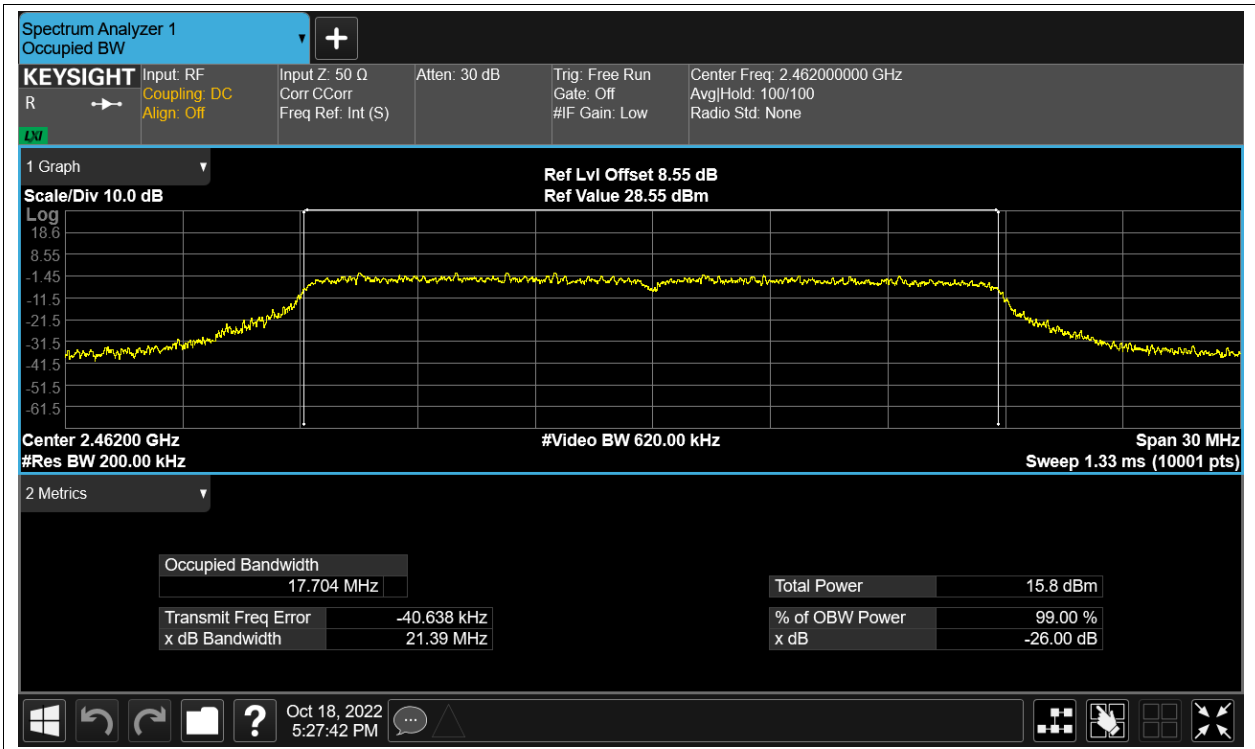 Spectrum Analyzer 1
Occupied BW
KEYSIGHT
R
LXI
Input: RF
Coupling: DC
Align: Off
Input Z: 50 Ω
Corr CCorr
Freq Ref: Int (S)
Atten: 30 dB
Trig: Free Run
Gate: Off
#IF Gain: Low
Center Freq: 2.462000000 GHz
Avg|Hold: 100/100
Radio Std: None
1 Graph
Scale/Div 10.0 dB
Ref Lvl Offset 8.55 dB
Ref Value 28.55 dBm
Log
18.6
8.55
-1.45
-11.5
-21.5
-31.5
-41.5
-51.5
-61.5
Center 2.46200 GHz
#Res BW 200.00 kHz
#Video BW 620.00 kHz
Span 30 MHz
Sweep 1.33 ms (10001 pts)
2 Metrics
Occupied Bandwidth
17.704 MHz
Transmit Freq Error -40.638 kHz
x dB Bandwidth 21.39 MHz
Total Power 15.8 dBm
% of OBW Power 99.00 %
x dB -26.00 dB
?
Oct 18, 2022
5:27:42 PM